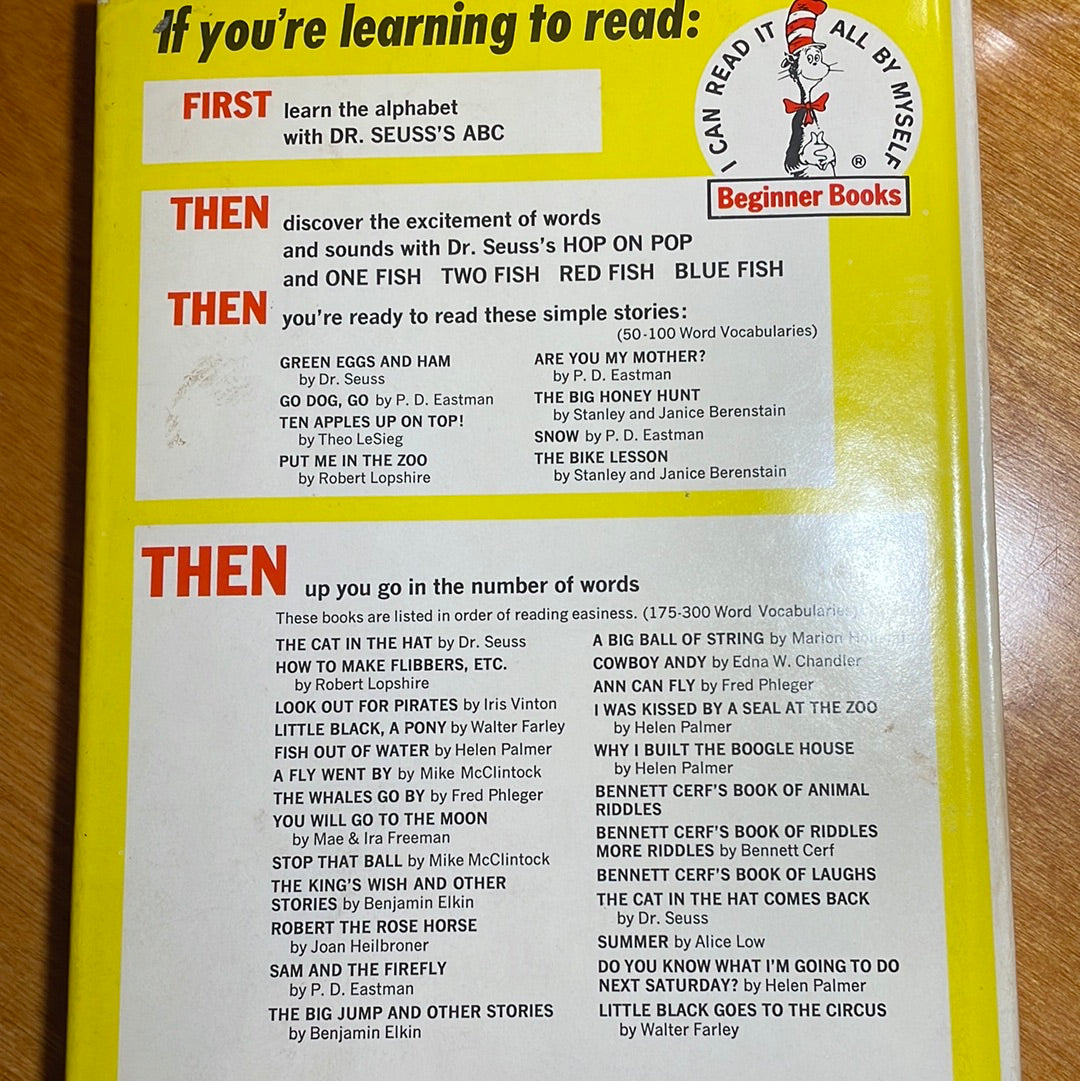 If you're learning to read:
I CAN READ IT ALL BY MYSELF
®
Beginner Books
FIRST learn the alphabet
with DR. SEUSS'S ABC
THEN discover the excitement of words
and sounds with Dr. Seuss's HOP ON POP
and ONE FISH TWO FISH RED FISH BLUE FISH
THEN you're ready to read these simple stories:
(50-100 Word Vocabularies)
GREEN EGGS AND HAM
by Dr. Seuss
GO DOG, GO by P. D. Eastman
TEN APPLES UP ON TOP!
by Theo LeSieg
PUT ME IN THE ZOO
by Robert Lopshire
ARE YOU MY MOTHER?
by P. D. Eastman
THE BIG HONEY HUNT
by Stanley and Janice Berenstain
SNOW by P. D. Eastman
THE BIKE LESSON
by Stanley and Janice Berenstain
THEN up you go in the number of words
These books are listed in order of reading easiness. (175-300 Word Vocabularies)
THE CAT IN THE HAT by Dr. Seuss
HOW TO MAKE FLIBBERS, ETC.
by Robert Lopshire
LOOK OUT FOR PIRATES by Iris Vinton
LITTLE BLACK, A PONY by Walter Farley
FISH OUT OF WATER by Helen Palmer
A FLY WENT BY by Mike McClintock
THE WHALES GO BY by Fred Phleger
YOU WILL GO TO THE MOON
by Mae & Ira Freeman
STOP THAT BALL by Mike McClintock
THE KING'S WISH AND OTHER
STORIES by Benjamin Elkin
ROBERT THE ROSE HORSE
by Joan Heilbroner
SAM AND THE FIREFLY
by P. D. Eastman
THE BIG JUMP AND OTHER STORIES
by Benjamin Elkin
A BIG BALL OF STRING by Marion
COWBOY ANDY by Edna W. Chandler
ANN CAN FLY by Fred Phleger
I WAS KISSED BY A SEAL AT THE ZOO
by Helen Palmer
WHY I BUILT THE BOOGLE HOUSE
by Helen Palmer
BENNETT CERF'S BOOK OF ANIMAL
RIDDLES
BENNETT CERF'S BOOK OF RIDDLES
MORE RIDDLES by Bennett Cerf
BENNETT CERF'S BOOK OF LAUGHS
THE CAT IN THE HAT COMES BACK
by Dr. Seuss
SUMMER by Alice Low
DO YOU KNOW WHAT I'M GOING TO DO
NEXT SATURDAY? by Helen Palmer
LITTLE BLACK GOES TO THE CIRCUS
by Walter Farley